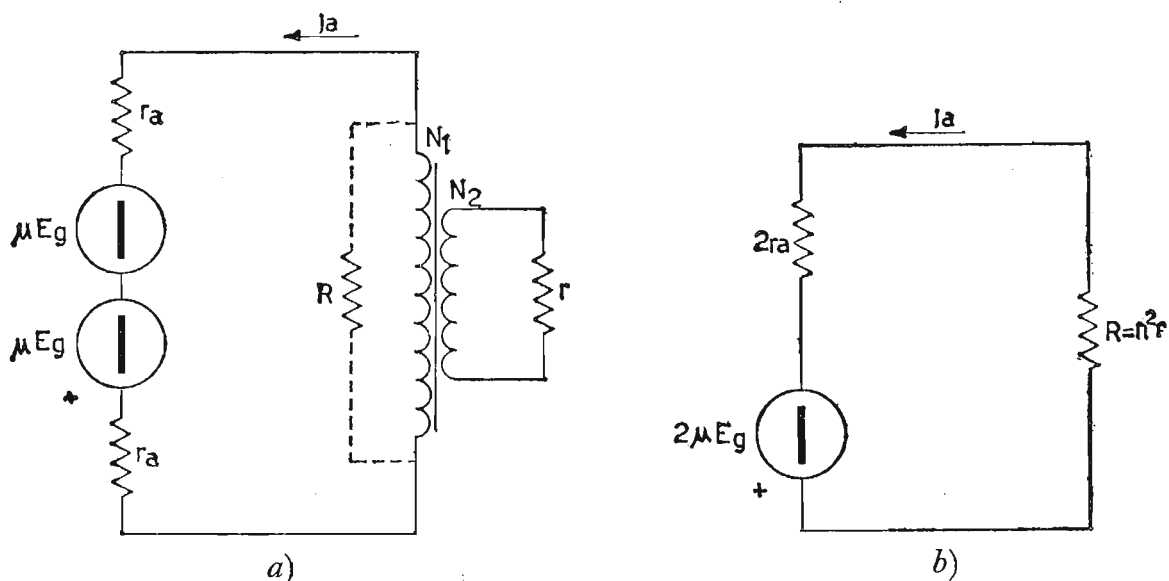 Ia
ra
N1
N2
μEg
R
r
μEg
+
ra
a)
Ia
2ra
R=n²r
2μEg
+
b)